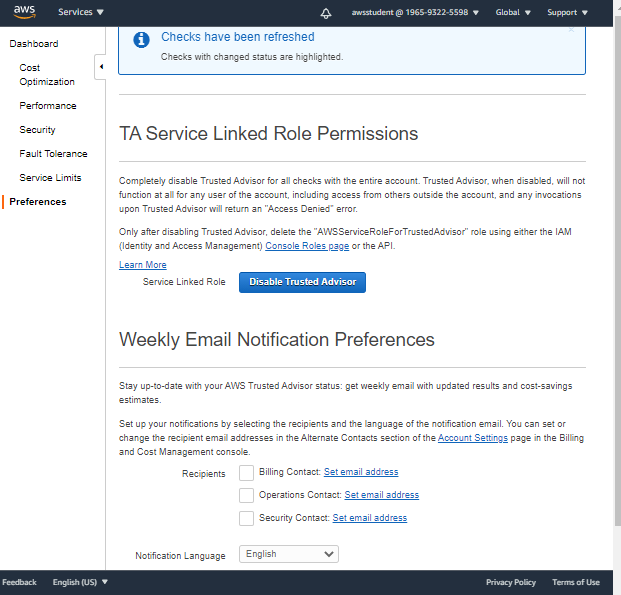 aws
Services
awsstudent @ 1965-9322-5598
Global
Support
Dashboard
Cost
Optimization
Performance
Security
Fault Tolerance
Service Limits
Preferences
Checks have been refreshed
Checks with changed status are highlighted.
TA Service Linked Role Permissions
Completely disable Trusted Advisor for all checks with the entire account. Trusted Advisor, when disabled, will not
function at all for any user of the account, including access from others outside the account, and any invocations
upon Trusted Advisor will return an "Access Denied" error.
Only after disabling Trusted Advisor, delete the "AWSServiceRoleForTrustedAdvisor" role using either the IAM
(Identity and Access Management) Console Roles page or the API.
Learn More
Service Linked Role
Disable Trusted Advisor
Weekly Email Notification Preferences
Stay up-to-date with your AWS Trusted Advisor status: get weekly email with updated results and cost-savings
estimates.
Set up your notifications by selecting the recipients and the language of the notification email. You can set or
change the recipient email addresses in the Alternate Contacts section of the Account Settings page in the Billing
and Cost Management console.
Recipients
Billing Contact: Set email address
Operations Contact: Set email address
Security Contact: Set email address
Notification Language
English
Feedback
English (US)
Privacy Policy
Terms of Use